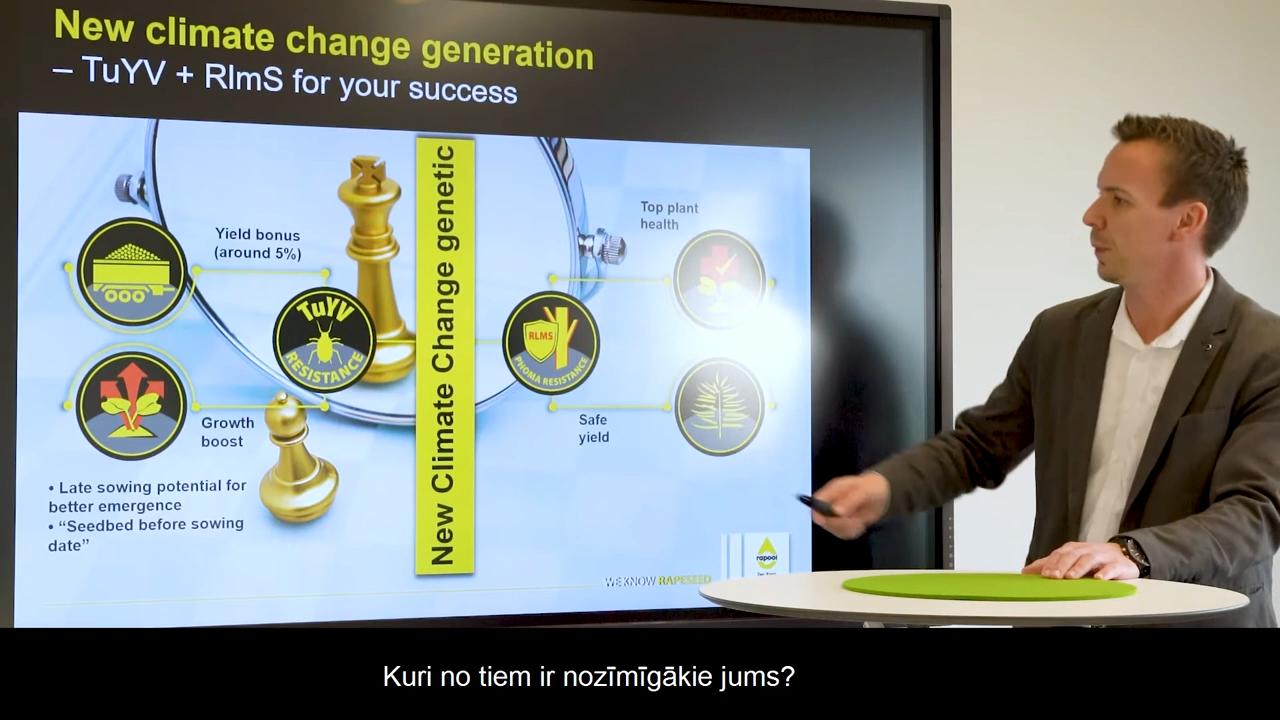 New climate change generation
– TuYV + RlmS for your success
Yield bonus
(around 5%)
TuYV
RESISTANCE
Growth
boost
• Late sowing potential for
better emergence
• “Seedbed before sowing
date”
New Climate Change genetic
Top plant
health
RLMS
PHOMA RESISTANCE
Safe
yield
rapool
WE KNOW RAPESEED
Kuri no tiem ir nozīmīgākie jums?